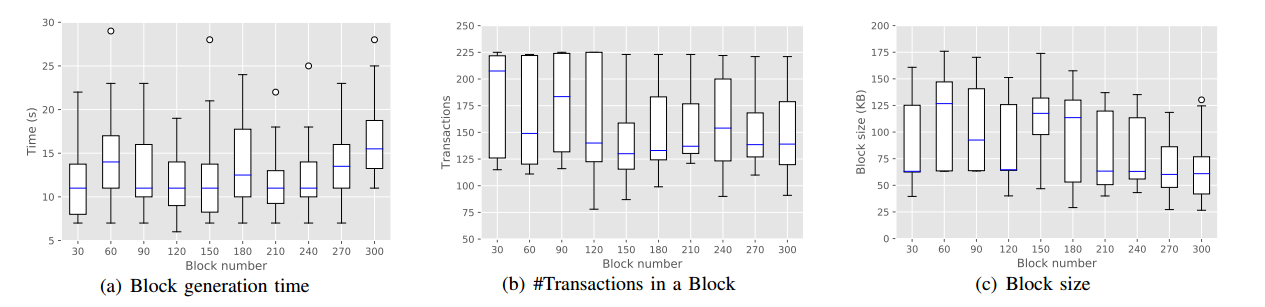 30
25
20
15
10
5
Time (s)
30 60 90 120 150 180 210 240 270 300
Block number
(a) Block generation time
250
225
200
175
150
125
100
75
50
Transactions
30 60 90 120 150 180 210 240 270 300
Block number
(b) #Transactions in a Block
200
175
150
125
100
75
50
25
0
Block size (KB)
30 60 90 120 150 180 210 240 270 300
Block number
(c) Block size